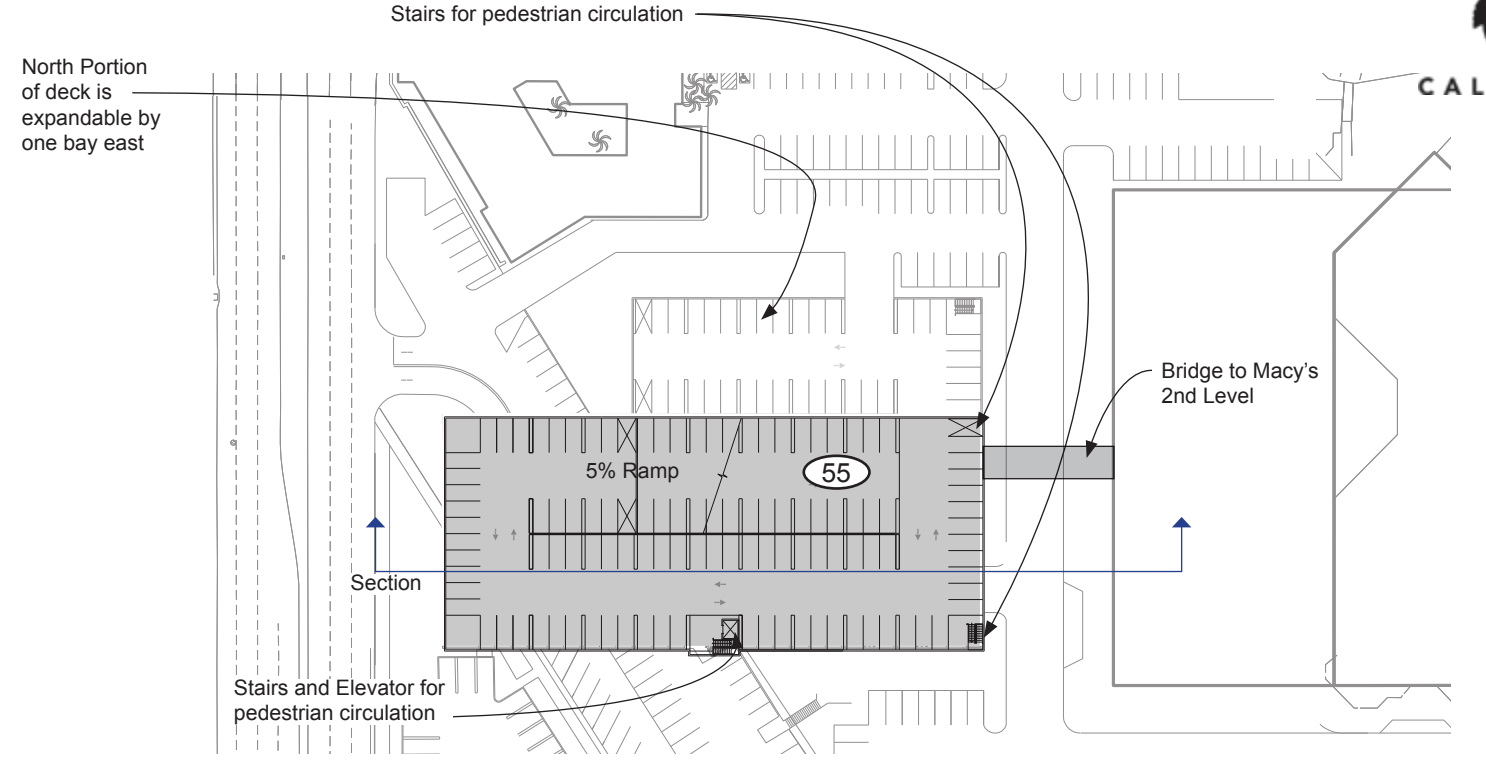 Stairs for pedestrian circulation
North Portion
of deck is
expandable by
one bay east
CAL
Bridge to Macy's
2nd Level
5% Ramp
55
Section
Stairs and Elevator for
pedestrian circulation